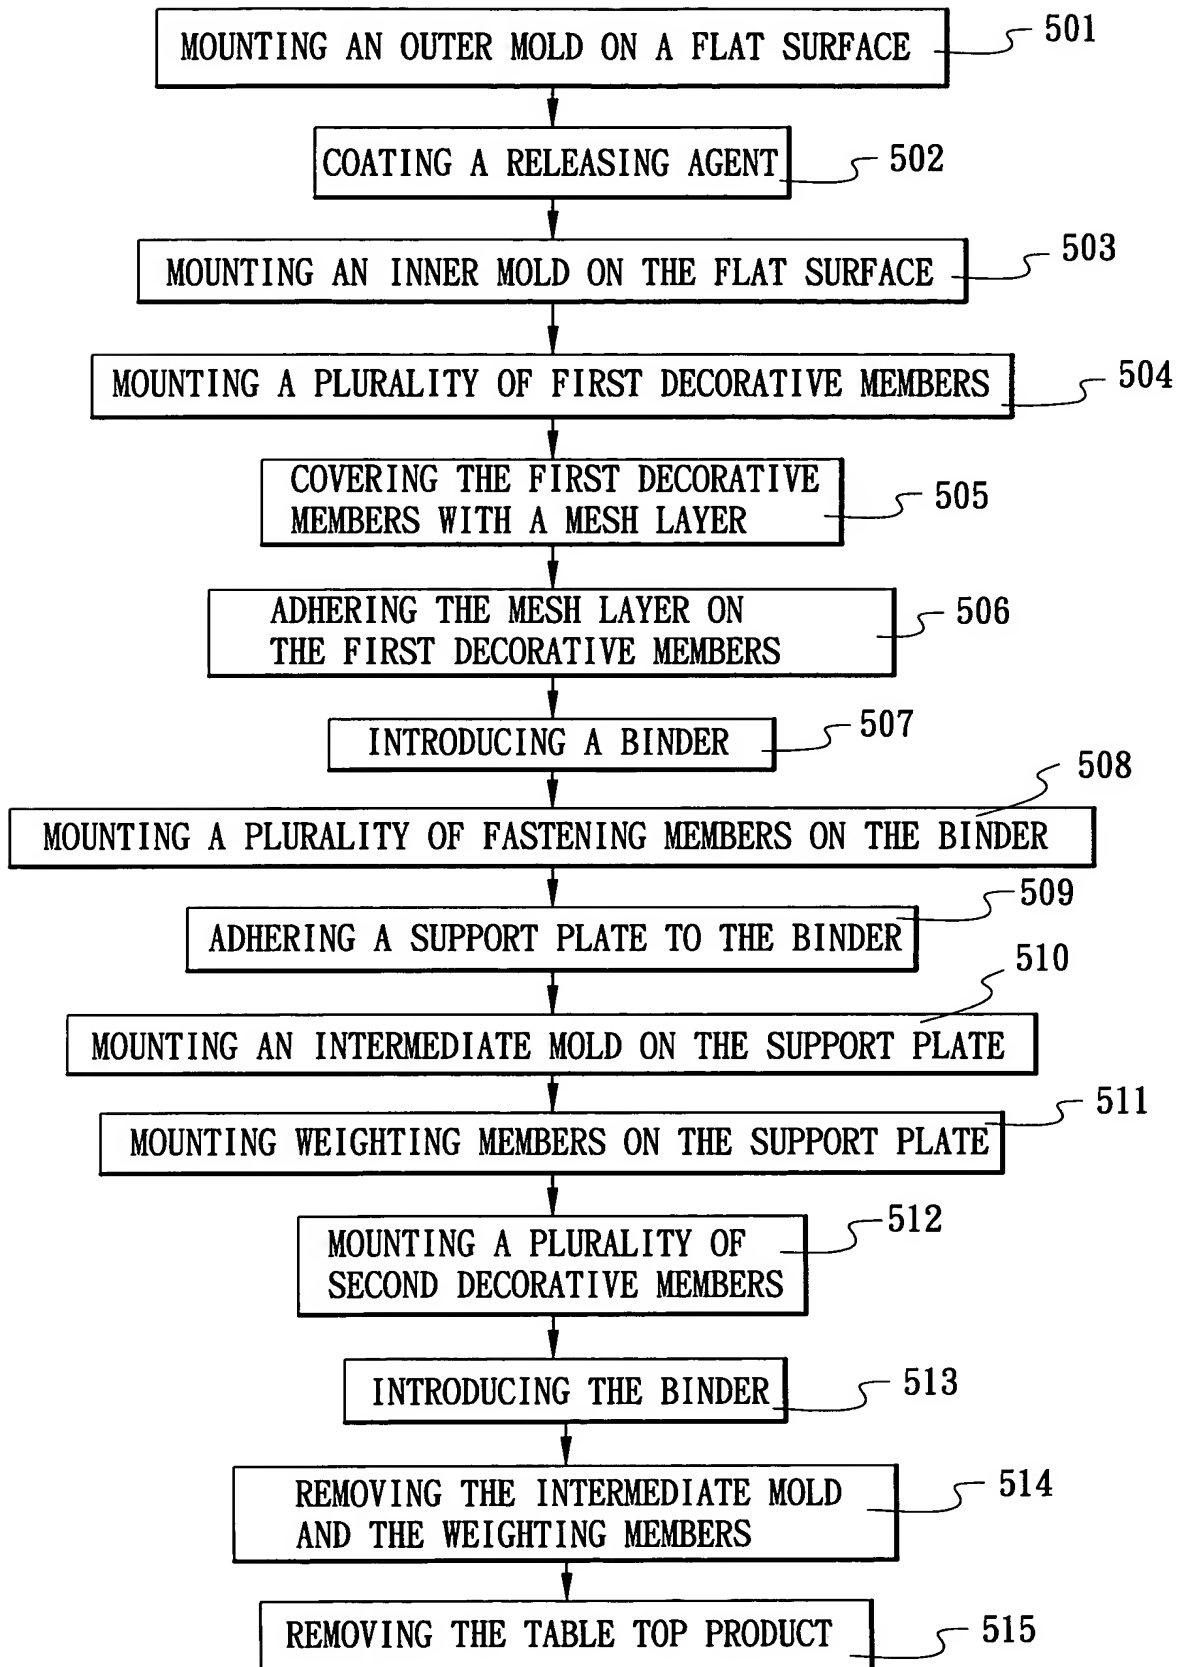 MOUNTING AN OUTER MOLD ON A FLAT SURFACE
501
COATING A RELEASING AGENT
502
MOUNTING AN INNER MOLD ON THE FLAT SURFACE
503
MOUNTING A PLURALITY OF FIRST DECORATIVE MEMBERS
504
COVERING THE FIRST DECORATIVE
MEMBERS WITH A MESH LAYER
505
ADHERING THE MESH LAYER ON
THE FIRST DECORATIVE MEMBERS
506
INTRODUCING A BINDER
507
MOUNTING A PLURALITY OF FASTENING MEMBERS ON THE BINDER
508
ADHERING A SUPPORT PLATE TO THE BINDER
509
MOUNTING AN INTERMEDIATE MOLD ON THE SUPPORT PLATE
510
MOUNTING WEIGHTING MEMBERS ON THE SUPPORT PLATE
511
MOUNTING A PLURALITY OF
SECOND DECORATIVE MEMBERS
512
INTRODUCING THE BINDER
513
REMOVING THE INTERMEDIATE MOLD
AND THE WEIGHTING MEMBERS
514
REMOVING THE TABLE TOP PRODUCT
515